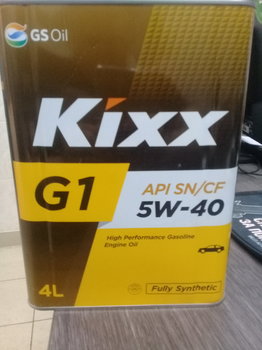 GS Oil
Kixx
G1
API SN/CF
5W-40
High Performance Gasoline
Engine Oil
4L
Fully Synthetic